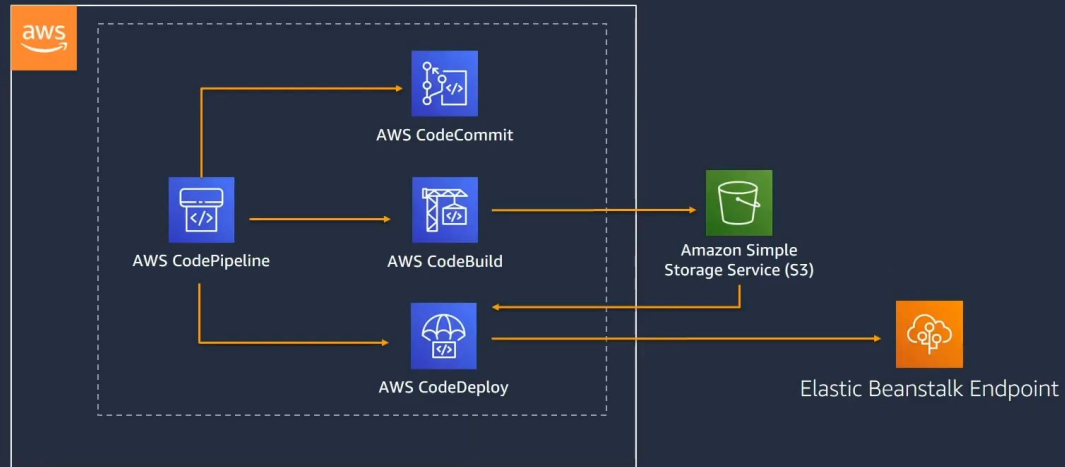 aws
AWS CodeCommit
AWS CodePipeline
AWS CodeBuild
Amazon Simple
Storage Service (S3)
AWS CodeDeploy
Elastic Beanstalk Endpoint